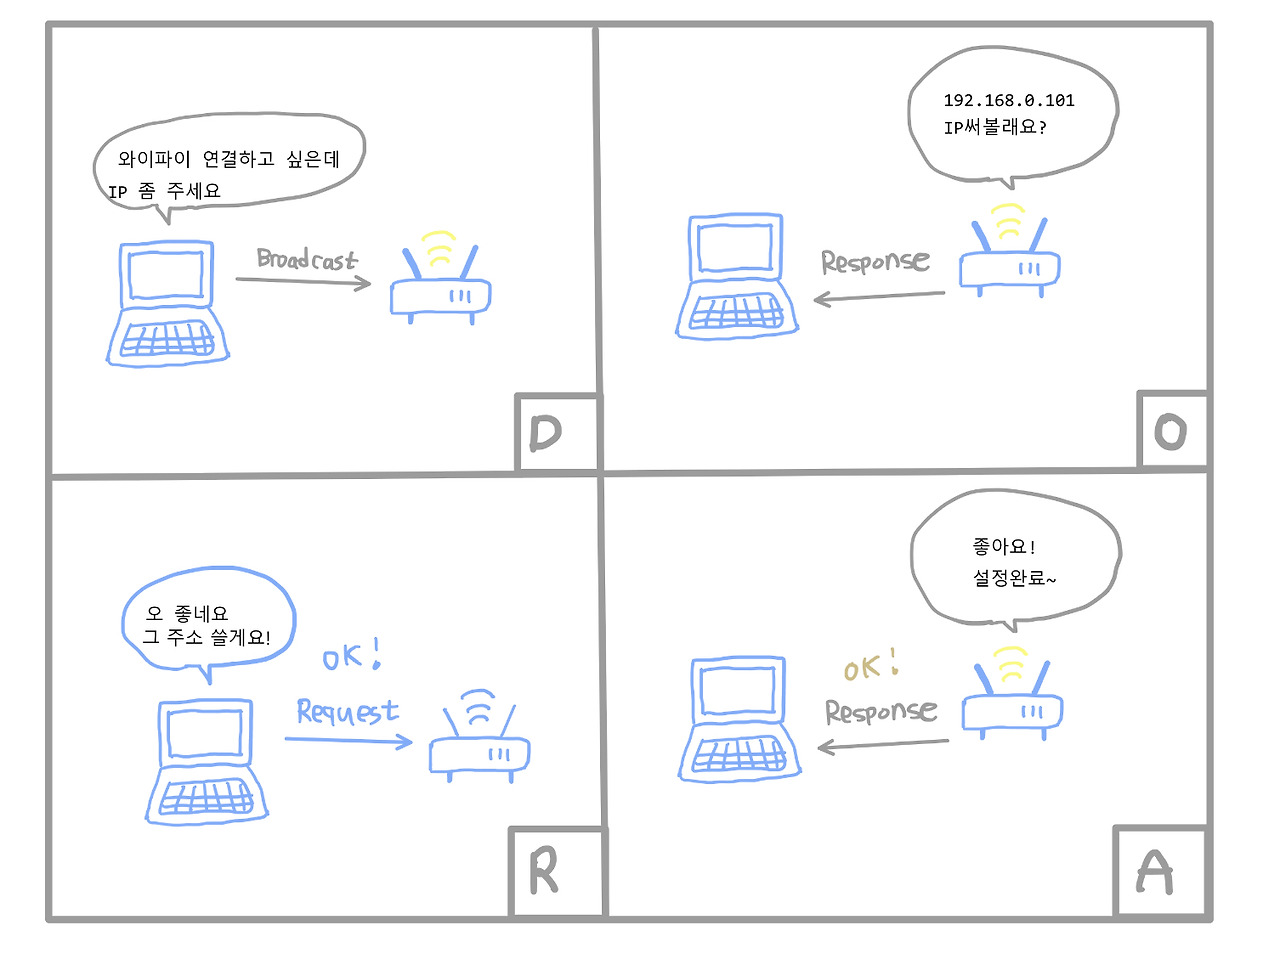 와이파이 연결하고 싶은데
IP 좀 주세요
Broadcast
D
192.168.0.101
IP써볼래요?
Response
O
오 좋네요
그 주소 쓸게요!
OK!
Request
R
좋아요!
설정완료~
OK!
Response
A